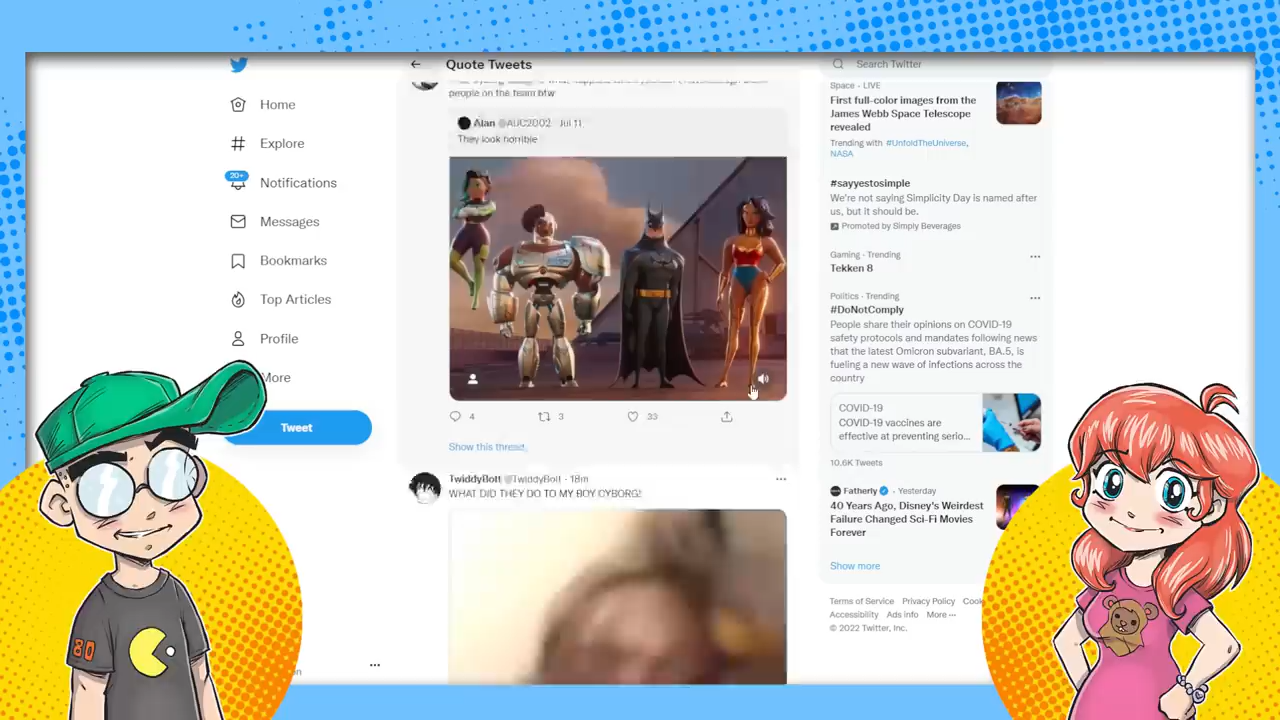 Quote Tweets
Search Twitter
Home
Explore
20+
Notifications
Messages
Bookmarks
Top Articles
Profile
More
Tweet
people on the team btw
Alan @AUC2002 · Jul 11
They look horrible
4
3
33
Show this thread
TwiddyBott @TwiddyBott · 18m
WHAT DID THEY DO TO MY BOY CYBORG!
Space · LIVE
First full-color images from the
James Webb Space Telescope
revealed
Trending with #UnfoldTheUniverse,
NASA
#sayyestosimple
We're not saying Simplicity Day is named after
us, but it should be.
Promoted by Simply Beverages
Gaming · Trending
Tekken 8
Politics · Trending
#DoNotComply
People share their opinions on COVID-19
safety protocols and mandates following news
that the latest Omicron subvariant, BA.5, is
fueling a new wave of infections across the
country
COVID-19
COVID-19 vaccines are
effective at preventing serio...
10.6K Tweets
Fatherly · Yesterday
40 Years Ago, Disney's Weirdest
Failure Changed Sci-Fi Movies
Forever
Show more
Terms of Service Privacy Policy Cook
Accessibility Ads info More ···
© 2022 Twitter, Inc.
80